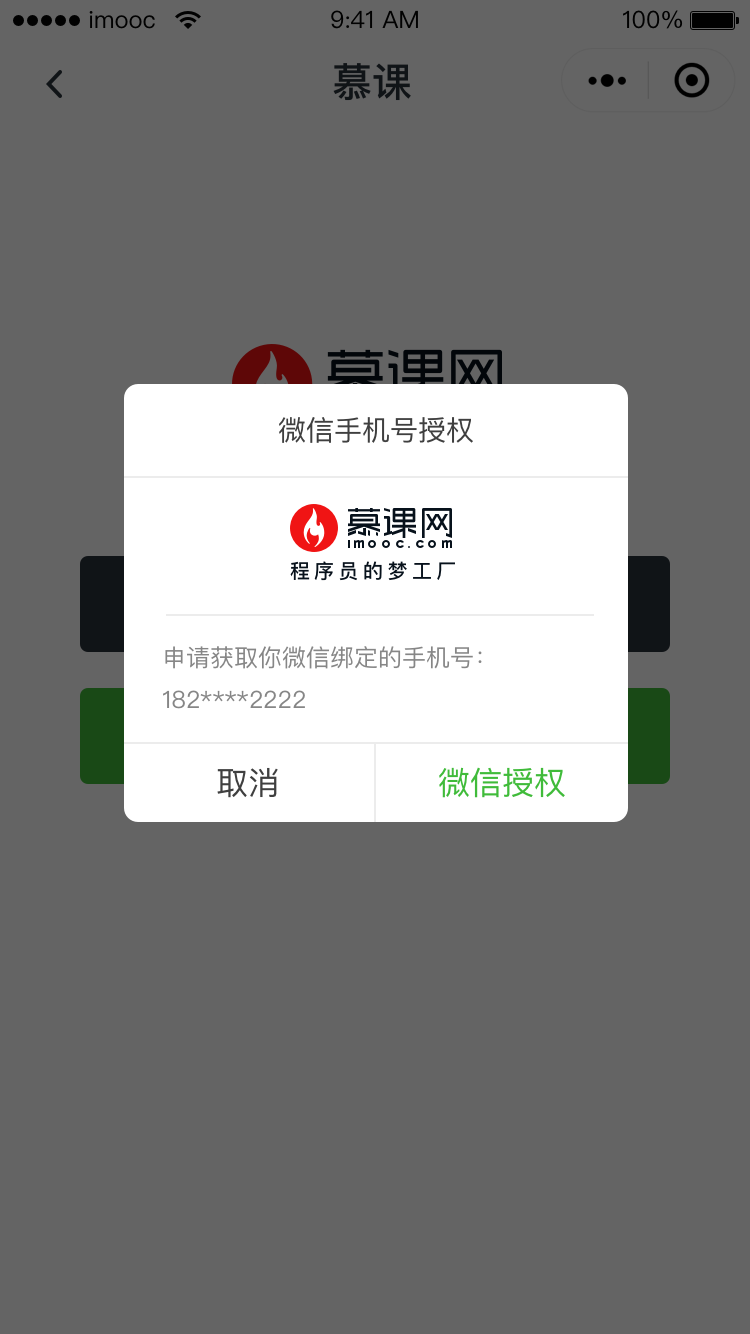 imooc 9:41 AM 100%
慕课
慕课网
微信手机号授权
慕课网
imooc.com
程序员的梦工厂
申请获取你微信绑定的手机号：
182****2222
取消 微信授权